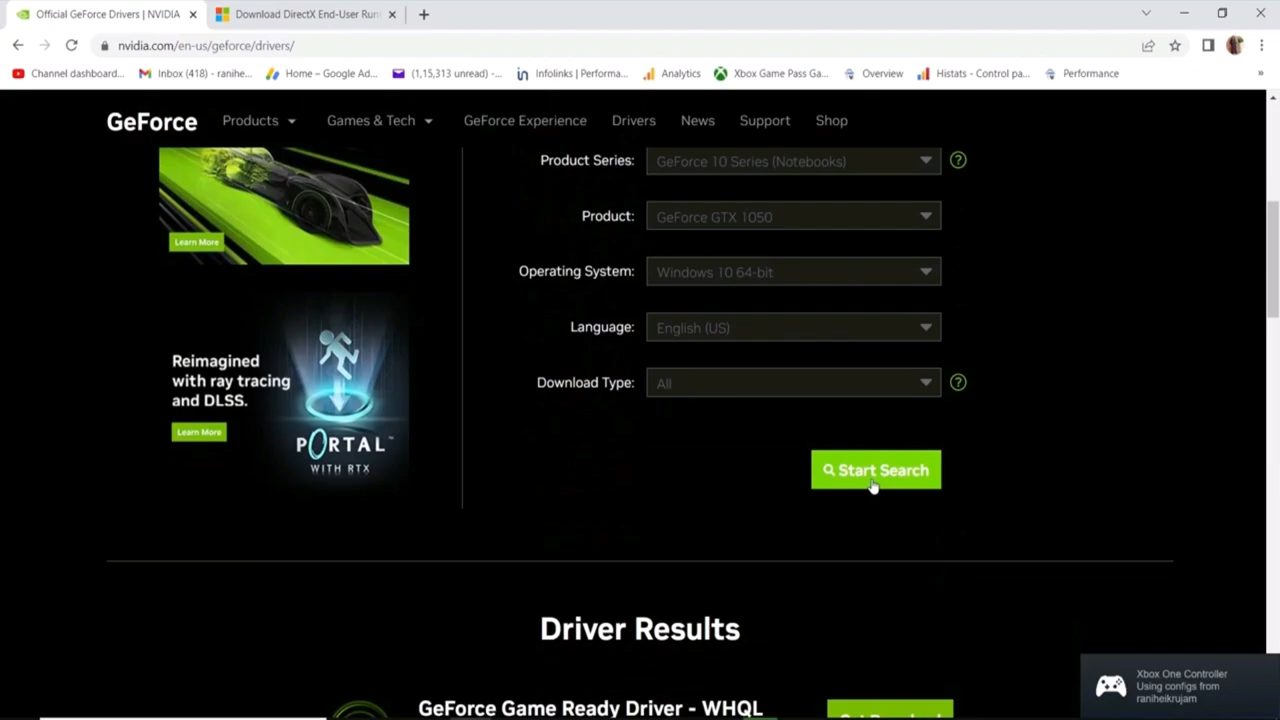 Official GeForce Drivers | NVIDIA
Download DirectX End-User Run
nvidia.com/en-us/geforce/drivers/
Channel dashboard...
Inbox (418) - ranihe...
Home – Google Ad...
(1,15,313 unread) -...
Infolinks | Performa...
Analytics
Xbox Game Pass Ga...
Overview
Histats - Control pa...
Performance
»
GeForce
Products
Games & Tech
GeForce Experience
Drivers
News
Support
Shop
Learn More
Reimagined
with ray tracing
and DLSS.
Learn More
PORTAL™
WITH RTX
Product Series:
GeForce 10 Series (Notebooks)
?
Product:
GeForce GTX 1050
Operating System:
Windows 10 64-bit
Language:
English (US)
Download Type:
All
?
Start Search
Driver Results
GeForce Game Ready Driver - WHQL
Xbox One Controller
Using configs from
raniheikrujam